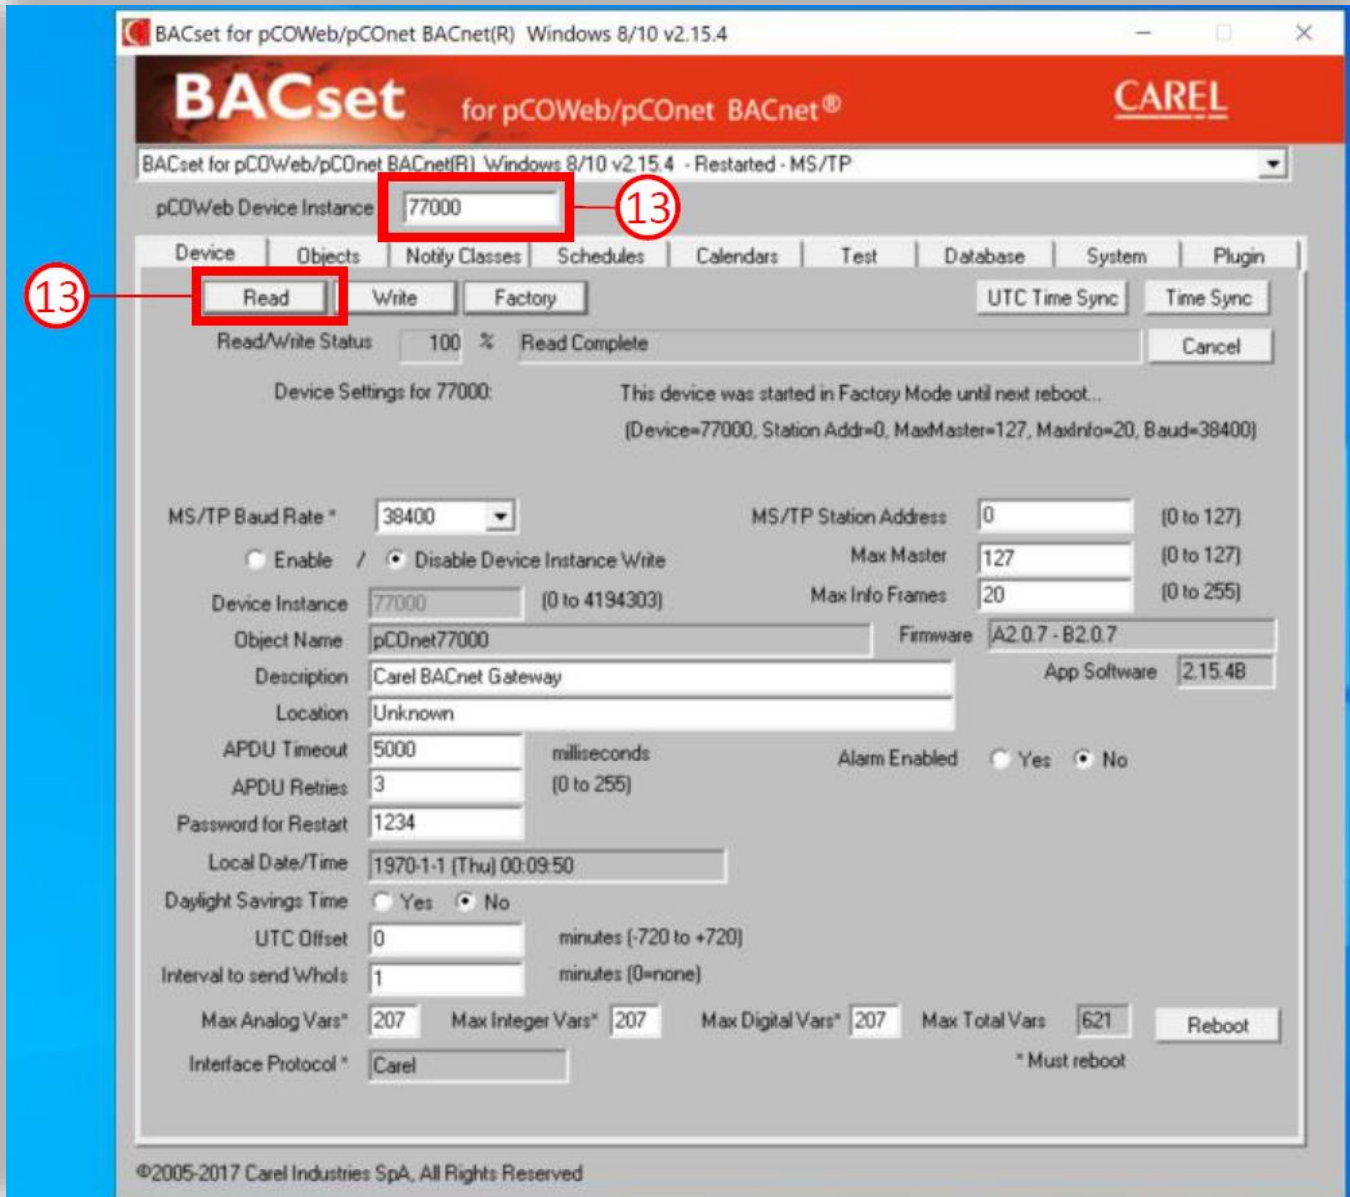 BACset for pCOWeb/pCOnet BACnet(R) Windows 8/10 v2.15.4
BACset for pCOWeb/pCOnet BACnet® CAREL
BACset for pCOWeb/pCOnet BACnet(R) Windows 8/10 v2.15.4 - Restarted - MS/TP
pCOWeb Device Instance 77000 13
Device Objects Notify Classes Schedules Calendars Test Database System Plugin
13 Read Write Factory UTC Time Sync Time Sync
Read/Write Status 100 % Read Complete Cancel
Device Settings for 77000: This device was started in Factory Mode until next reboot...
(Device=77000, Station Addr=0, MaxMaster=127, MaxInfo=20, Baud=38400)
MS/TP Baud Rate * 38400 MS/TP Station Address 0 (0 to 127)
Enable / Disable Device Instance Write Max Master 127 (0 to 127)
Device Instance 77000 (0 to 4194303) Max Info Frames 20 (0 to 255)
Object Name pCOnet77000 Firmware A2.0.7 - B2.0.7
Description Carel BACnet Gateway App Software 2.15.4B
Location Unknown
APDU Timeout 5000 milliseconds Alarm Enabled Yes No
APDU Retries 3 (0 to 255)
Password for Restart 1234
Local Date/Time 1970-1-1 (Thu) 00:09:50
Daylight Savings Time Yes No
UTC Offset 0 minutes (-720 to +720)
Interval to send WhoIs 1 minutes (0=none)
Max Analog Vars* 207 Max Integer Vars* 207 Max Digital Vars* 207 Max Total Vars 621 Reboot
Interface Protocol * Carel * Must reboot
©2005-2017 Carel Industries SpA, All Rights Reserved